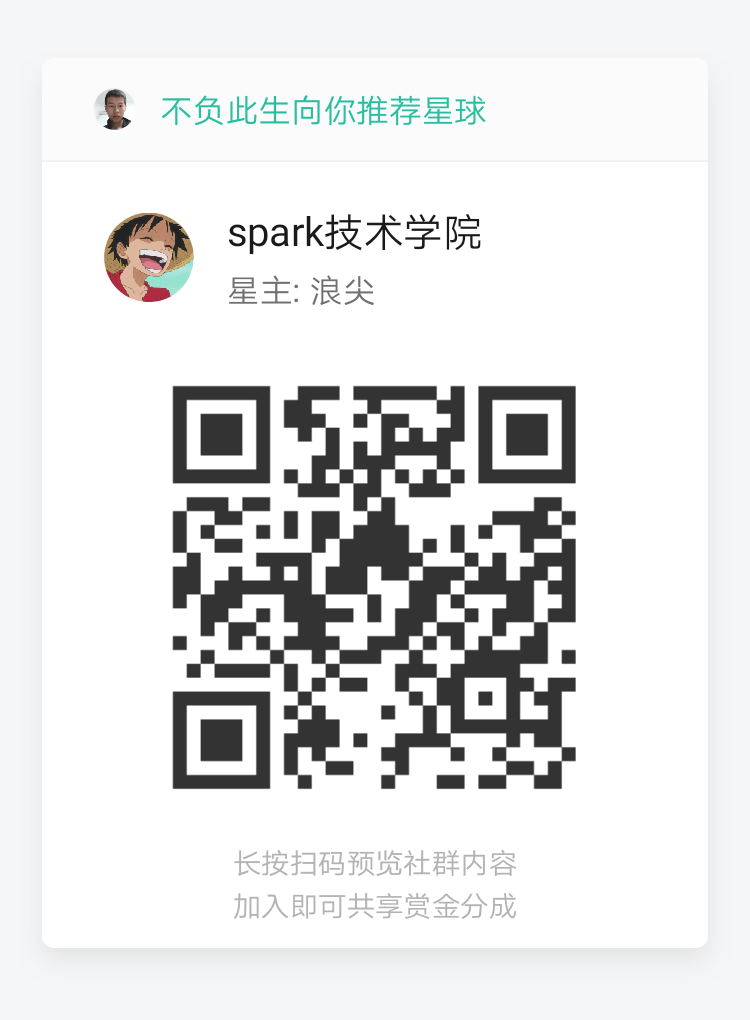 不负此生向你推荐星球
spark技术学院
星主: 浪尖
长按扫码预览社群内容
加入即可共享赏金分成